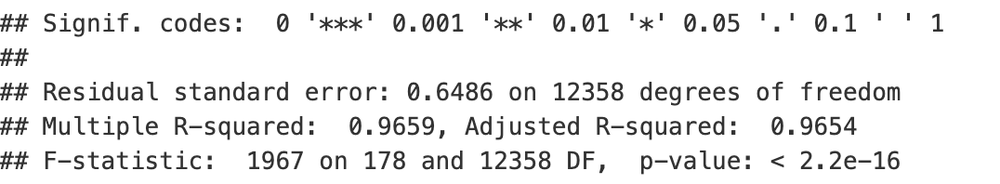 ## Signif. codes:  0 '***' 0.001 '**' 0.01 '*' 0.05 '.' 0.1 ' ' 1
##
## Residual standard error: 0.6486 on 12358 degrees of freedom
## Multiple R-squared:  0.9659, Adjusted R-squared:  0.9654
## F-statistic:  1967 on 178 and 12358 DF,  p-value: < 2.2e-16